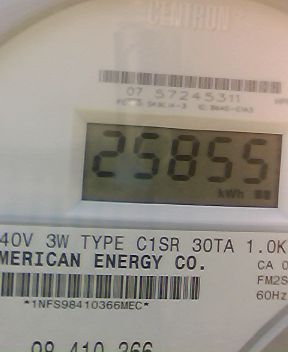 CENTRON
07 57245311
25855
kWh
40V 3W TYPE C1SR 30TA 1.0K
MERICAN ENERGY CO.
CA 0
FM2S
60Hz
*1NFS98410366MEC*
98 410 366